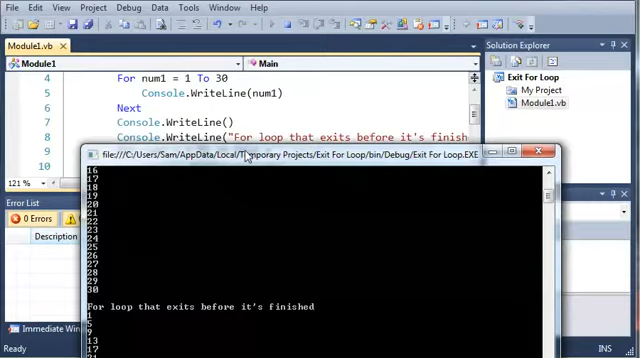 File Edit View Project Debug Data Tools Window Help
Module1.vb
Solution Explorer
Module1
Main
Exit For Loop
My Project
Module1.vb
4 For num1 = 1 To 30
5 Console.WriteLine(num1)
6 Next
7 Console.WriteLine()
8 Console.WriteLine("For loop that exits before it's finish
9
10
121 %
file:///C:/Users/Sam/AppData/Local/Temporary Projects/Exit For Loop/bin/Debug/Exit For Loop.EXE
Error List
0 Errors
Description
16
17
18
19
20
21
22
23
24
25
26
27
28
29
30
For loop that exits before it's finished
1
5
9
13
17
21
Immediate Win
Ready
INS